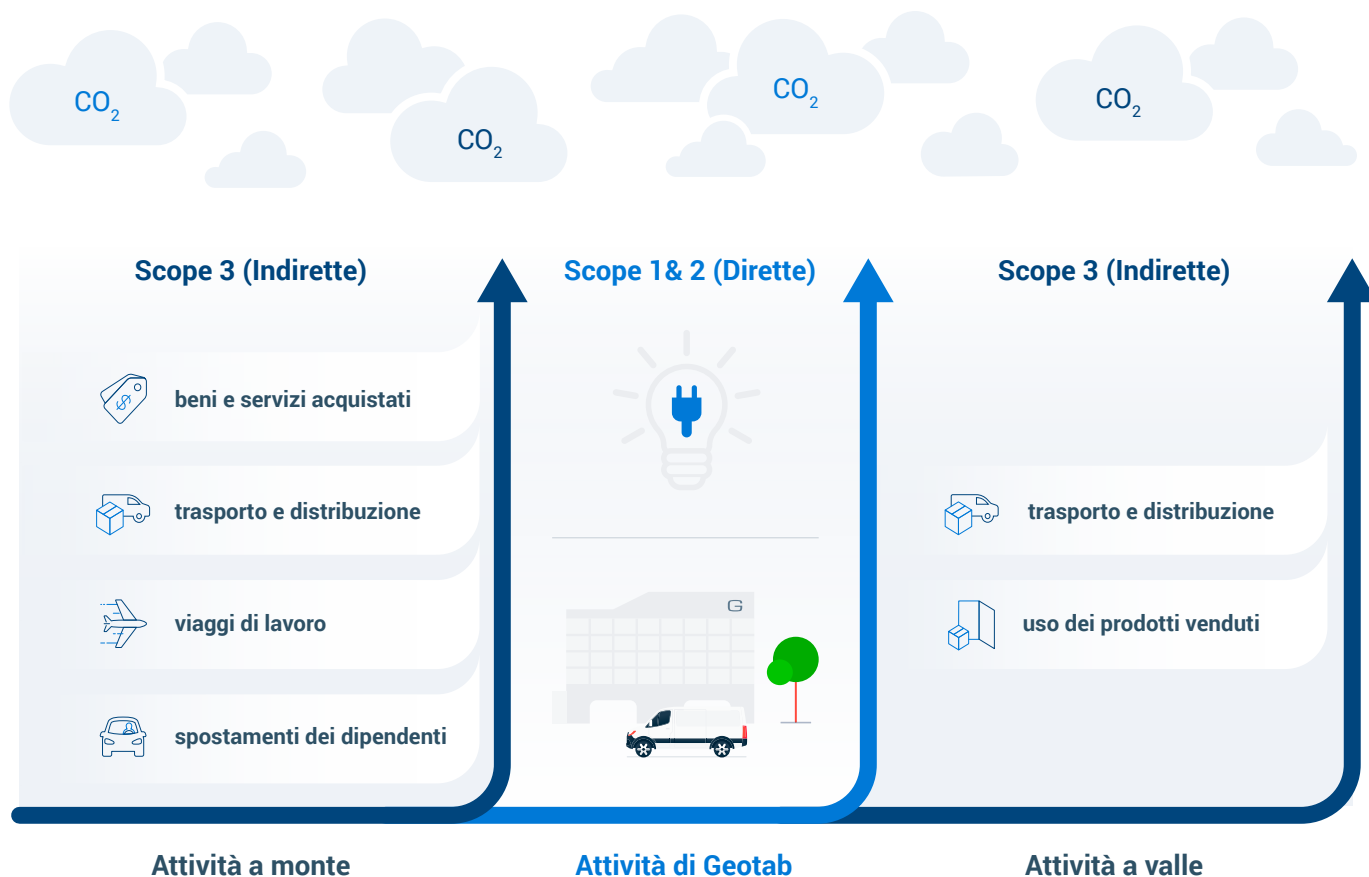 CO2
CO2
CO2
CO2
Scope 3 (Indirette)
Scope 1& 2 (Dirette)
Scope 3 (Indirette)
beni e servizi acquistati
trasporto e distribuzione
viaggi di lavoro
spostamenti dei dipendenti
G
trasporto e distribuzione
uso dei prodotti venduti
Attività a monte
Attività di Geotab
Attività a valle